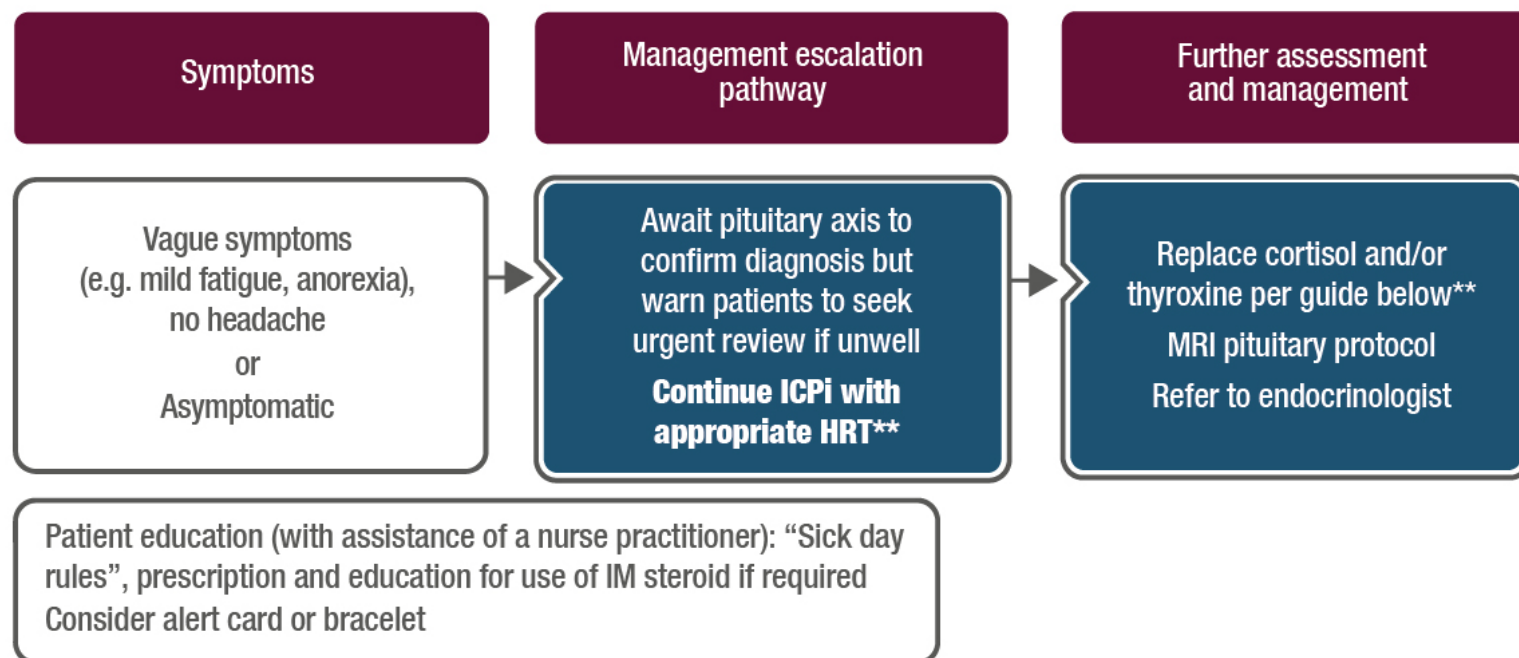 Symptoms
Management escalation
pathway
Further assessment
and management
Vague symptoms
(e.g. mild fatigue, anorexia),
no headache
or
Asymptomatic
Await pituitary axis to
confirm diagnosis but
warn patients to seek
urgent review if unwell
Continue ICPi with
appropriate HRT**
Replace cortisol and/or
thyroxine per guide below**
MRI pituitary protocol
Refer to endocrinologist
Patient education (with assistance of a nurse practitioner): “Sick day
rules”, prescription and education for use of IM steroid if required
Consider alert card or bracelet